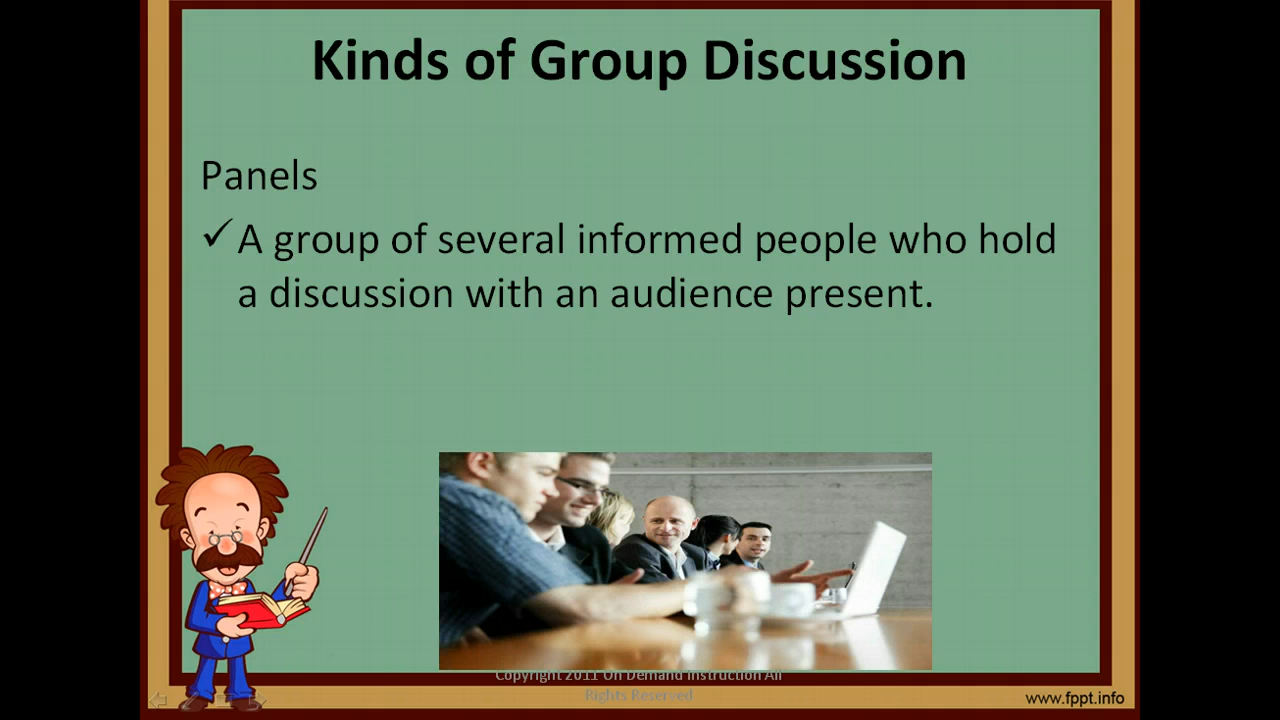 Kinds of Group Discussion
Panels
✓ A group of several informed people who hold
a discussion with an audience present.
Copyright 2011 On Demand Instruction All
Rights Reserved
www.fppt.info